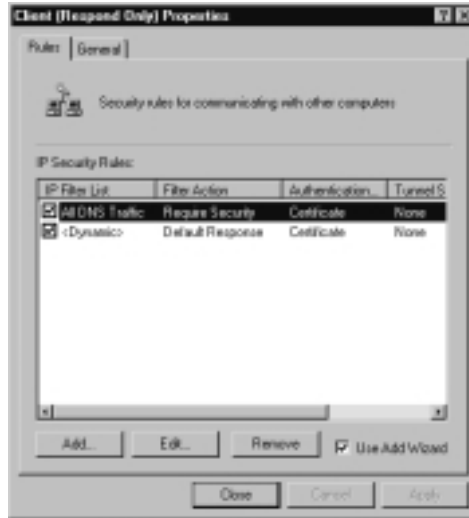 Client (Respond Only) Properties
Rules General
Security rules for communicating with other computers
IP Security Rules:
IP Filter List Filter Action Authentication... Tunnel S
All DNS Traffic Require Security Certificate None
<Dynamic> Default Response Certificate None
Add... Edit... Remove Use Add Wizard
Close Cancel Apply